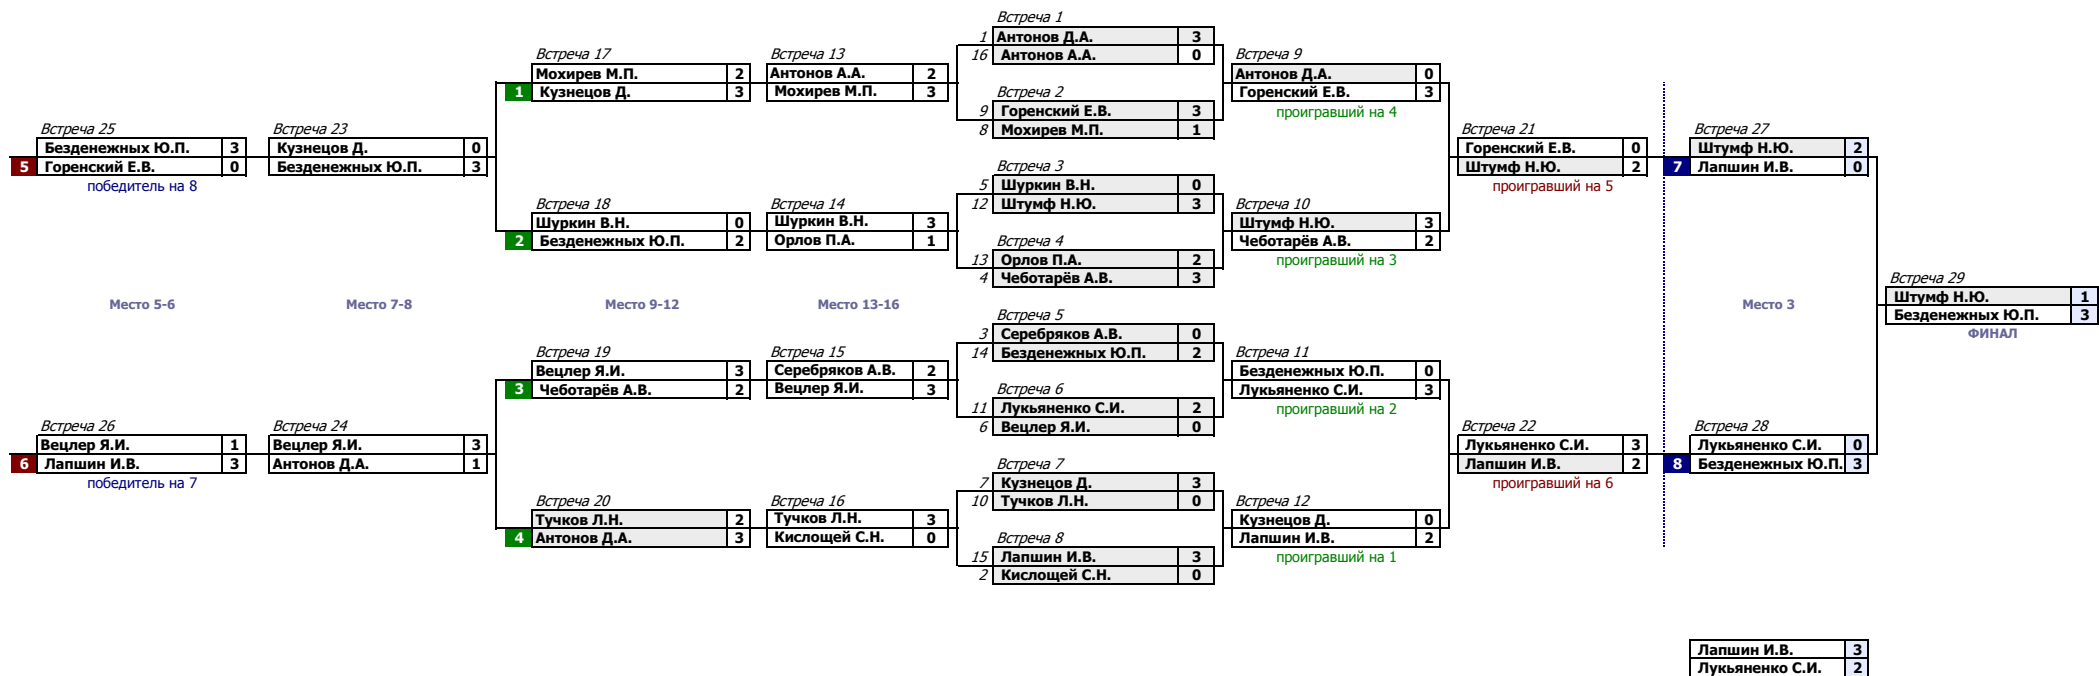 Встреча 1
1 Антонов Д.А. 3
16 Антонов А.А. 0
Встреча 17
Мохирев М.П. 2
1 Кузнецов Д. 3
Встреча 13
Антонов А.А. 2
Мохирев М.П. 3
Встреча 9
Антонов Д.А. 0
Горенский Е.В. 3
проигравший на 4
Встреча 2
9 Горенский Е.В. 3
8 Мохирев М.П. 1
Встреча 25
Безденежных Ю.П. 3
5 Горенский Е.В. 0
победитель на 8
Встреча 23
Кузнецов Д. 0
Безденежных Ю.П. 3
Встреча 21
Горенский Е.В. 0
Штумф Н.Ю. 2
проигравший на 5
Встреча 27
Штумф Н.Ю. 2
7 Лапшин И.В. 0
Встреча 3
5 Шуркин В.Н. 0
12 Штумф Н.Ю. 3
Встреча 18
Шуркин В.Н. 0
2 Безденежных Ю.П. 2
Встреча 14
Шуркин В.Н. 3
Орлов П.А. 1
Встреча 10
Штумф Н.Ю. 3
Чеботарёв А.В. 2
проигравший на 3
Встреча 4
13 Орлов П.А. 2
4 Чеботарёв А.В. 3
Место 5-6
Место 7-8
Место 9-12
Место 13-16
Место 3
Встреча 29
Штумф Н.Ю. 1
Безденежных Ю.П. 3
ФИНАЛ
Встреча 5
3 Серебряков А.В. 0
14 Безденежных Ю.П. 2
Встреча 19
Вецлер Я.И. 3
3 Чеботарёв А.В. 2
Встреча 15
Серебряков А.В. 2
Вецлер Я.И. 3
Встреча 11
Безденежных Ю.П. 0
Лукьяненко С.И. 3
проигравший на 2
Встреча 6
11 Лукьяненко С.И. 2
6 Вецлер Я.И. 0
Встреча 26
Вецлер Я.И. 1
6 Лапшин И.В. 3
победитель на 7
Встреча 24
Вецлер Я.И. 3
Антонов Д.А. 1
Встреча 22
Лукьяненко С.И. 3
Лапшин И.В. 2
проигравший на 6
Встреча 28
Лукьяненко С.И. 0
8 Безденежных Ю.П. 3
Встреча 7
7 Кузнецов Д. 3
10 Тучков Л.Н. 0
Встреча 20
Тучков Л.Н. 2
4 Антонов Д.А. 3
Встреча 16
Тучков Л.Н. 3
Кислощей С.Н. 0
Встреча 12
Кузнецов Д. 0
Лапшин И.В. 2
проигравший на 1
Встреча 8
15 Лапшин И.В. 3
2 Кислощей С.Н. 0
Лапшин И.В. 3
Лукьяненко С.И. 2